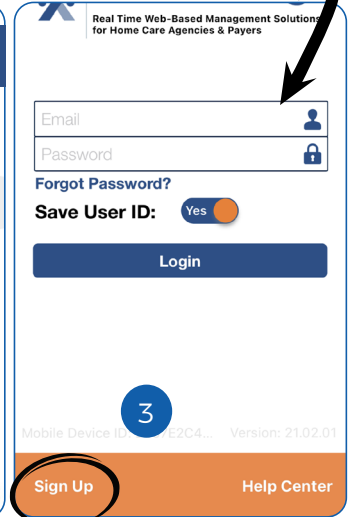 Real Time Web-Based Management Solutions
for Home Care Agencies & Payers
Email
Password
Forgot Password?
Save User ID: Yes
Login
3
Mobile Device ID: E2C4... Version: 21.02.01
Sign Up Help Center